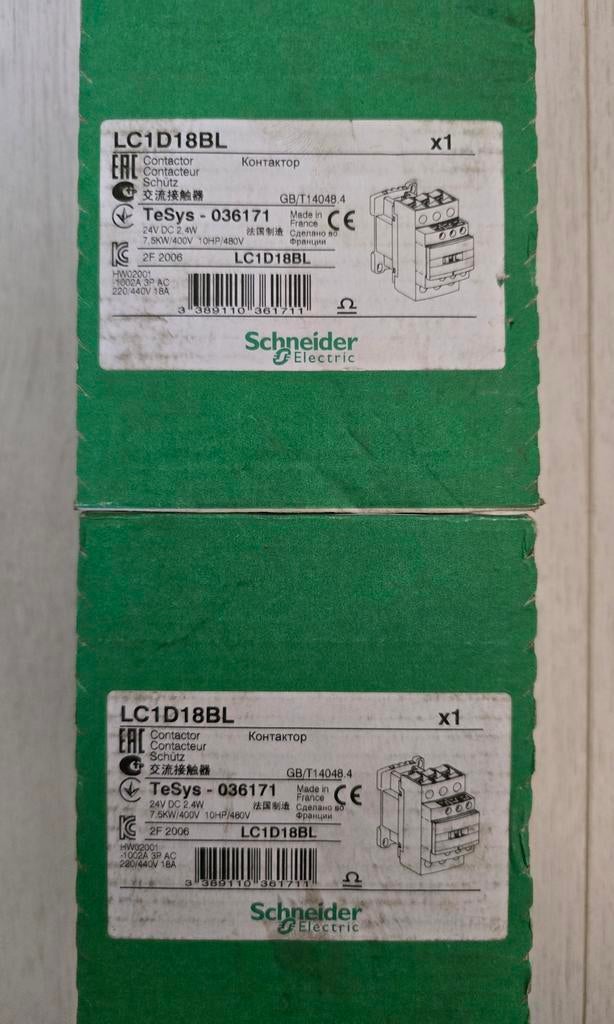 LC1D18BL x1
EAC Contactor Контактор
Contacteur
Schütz
交流接触器 GB/T14048.4
TeSys - 036171 Made in France CE
24V DC 2.4W 法国制造 Сделано во Франции
7.5KW/400V 10HP/480V
2F 2006 LC1D18BL
HW02001
-1002A 3P AC
220/440V 18A
3 389110 361711
Schneider
Electric
LC1D18BL x1
EAC Contactor Контактор
Contacteur
Schütz
交流接触器 GB/T14048.4
TeSys - 036171 Made in France CE
24V DC 2.4W 法国制造 Сделано во Франции
7.5KW/400V 10HP/480V
2F 2006 LC1D18BL
HW02001
-1002A 3P AC
220/440V 18A
3 389110 361711
Schneider
Electric